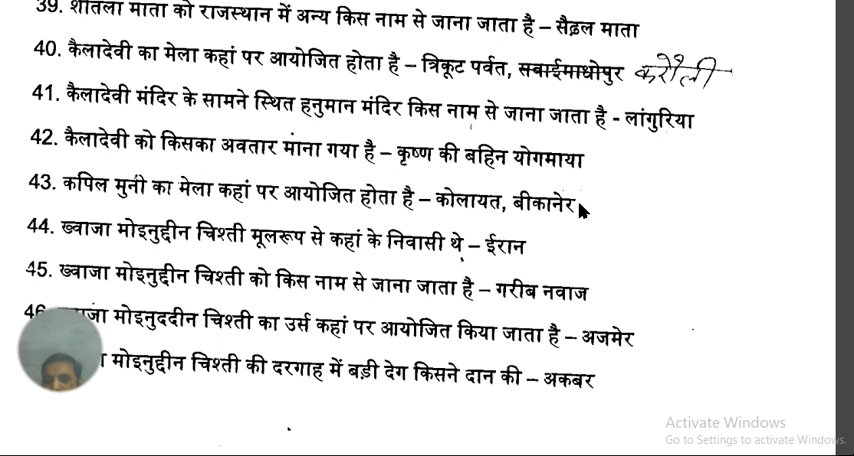 39. शीतला माता को राजस्थान में अन्य किस नाम से जाना जाता है – सैढ़ल माता
40. कैलादेवी का मेला कहां पर आयोजित होता है – त्रिकूट पर्वत, सबाईमाधोपुर करौली
41. कैलादेवी मंदिर के सामने स्थित हनुमान मंदिर किस नाम से जाना जाता है - लांगुरिया
42. कैलादेवी को किसका अवतार माना गया है – कृष्ण की बहिन योगमाया
43. कपिल मुनी का मेला कहां पर आयोजित होता है – कोलायत, बीकानेर
44. ख्वाजा मोइनुद्दीन चिश्ती मूलरूप से कहां के निवासी थे – ईरान
45. ख्वाजा मोइनुद्दीन चिश्ती को किस नाम से जाना जाता है – गरीब नवाज
46 मोइनुददीन चिश्ती का उर्स कहां पर आयोजित किया जाता है – अजमेर
मोइनुद्दीन चिश्ती की दरगाह में बड़ी देग किसने दान की – अकबर
Activate Windows
Go to Settings to activate Windows.